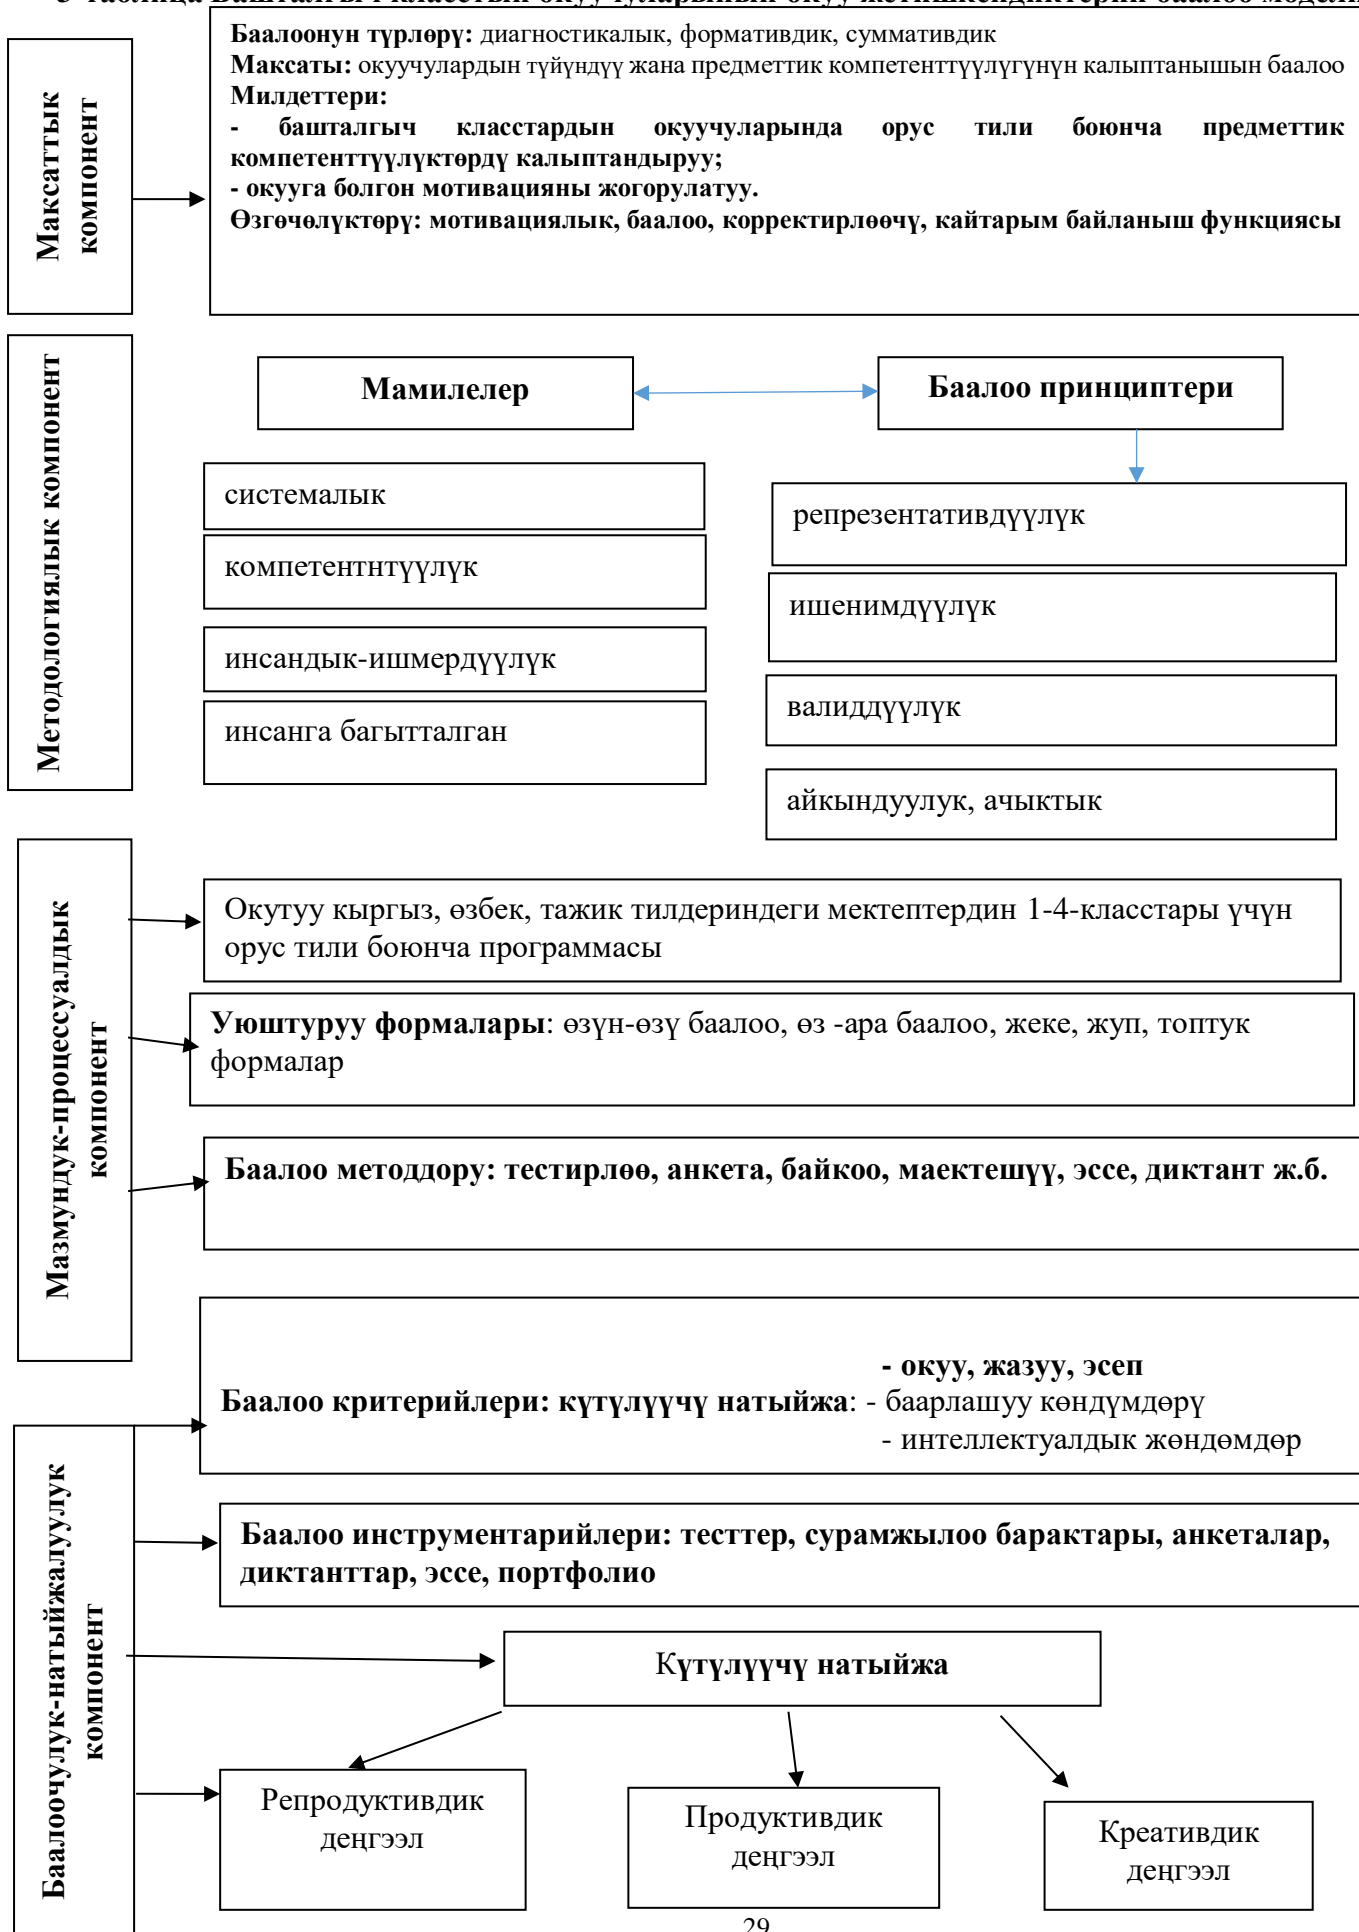 Баалоонун түрлөрү: диагностикалык, формативдик, суммативдик
Максаты: окуучулардын түйүндүү жана предметтик компетенттүүлүгүнүн калыптанышын баалоо
Милдеттери:
- башталгыч класстардын окуучуларында орус тили боюнча предметтик
компетенттүүлүктөрдү калыптандыруу;
- окууга болгон мотивацияны жогорулатуу.
Өзгөчөлүктөрү: мотивациялык, баалоо, корректирлөөчү, кайтарым байланыш функциясы
Максаттык
компонент
Методологиялык компонент
Мамилелер
Баалоо принциптери
системалык
компетентнтүүлүк
инсандык-ишмердүүлүк
инсанга багытталган
репрезентативдүүлүк
ишенимдүүлүк
валиддүүлүк
айкындуулук, ачыктык
Мазмундук-процессуалдык
компонент
Окутуу кыргыз, өзбек, тажик тилдериндеги мектептердин 1-4-класстары үчүн
орус тили боюнча программасы
Уюштуруу формалары: өзүн-өзү баалоо, өз -ара баалоо, жеке, жуп, топтук
формалар
Баалоо методдору: тестирлөө, анкета, байкоо, маектешүү, эссе, диктант ж.б.
- окуу, жазуу, эсеп
Баалоо критерийлери: күтүлүүчү натыйжа: - баарлашуу көндүмдөрү
- интеллектуалдык жөндөмдөр
Баалоочулук-натыйжалуулук
компонент
Баалоо инструментарийлери: тесттер, сурамжылоо барактары, анкеталар,
диктанттар, эссе, портфолио
Күтүлүүчү натыйжа
Репродуктивдик
деңгээл
Продуктивдик
деңгээл
Креативдик
деңгээл
29